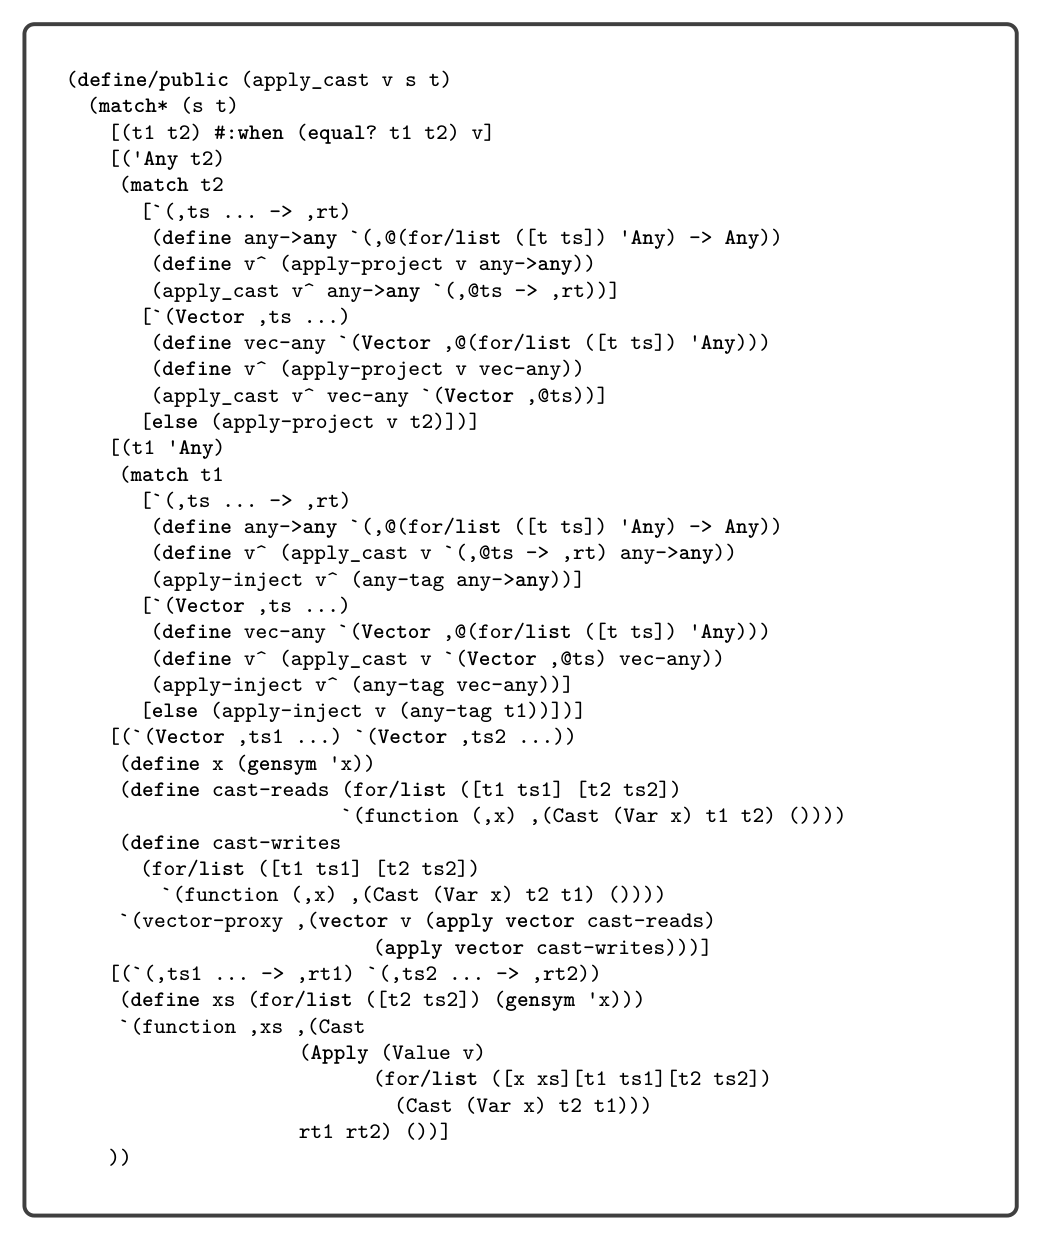 (define/public (apply_cast v s t)
  (match* (s t)
    [(t1 t2) #:when (equal? t1 t2) v]
    [('Any t2)
     (match t2
       [`(,ts ... -> ,rt)
        (define any->any `(,@(for/list ([t ts]) 'Any) -> Any))
        (define v^ (apply-project v any->any))
        (apply_cast v^ any->any `(,@ts -> ,rt))]
       [`(Vector ,ts ...)
        (define vec-any `(Vector ,@(for/list ([t ts]) 'Any)))
        (define v^ (apply-project v vec-any))
        (apply_cast v^ vec-any `(Vector ,@ts))]
       [else (apply-project v t2)])]
    [(t1 'Any)
     (match t1
       [`(,ts ... -> ,rt)
        (define any->any `(,@(for/list ([t ts]) 'Any) -> Any))
        (define v^ (apply_cast v `(,@ts -> ,rt) any->any))
        (apply-inject v^ (any-tag any->any))]
       [`(Vector ,ts ...)
        (define vec-any `(Vector ,@(for/list ([t ts]) 'Any)))
        (define v^ (apply_cast v `(Vector ,@ts) vec-any))
        (apply-inject v^ (any-tag vec-any))]
       [else (apply-inject v (any-tag t1))])]
    [(`(Vector ,ts1 ...) `(Vector ,ts2 ...))
     (define x (gensym 'x))
     (define cast-reads (for/list ([t1 ts1] [t2 ts2])
                          `(function (,x) ,(Cast (Var x) t1 t2) ())))
     (define cast-writes
       (for/list ([t1 ts1] [t2 ts2])
         `(function (,x) ,(Cast (Var x) t2 t1) ())))
     `(vector-proxy ,(vector v (apply vector cast-reads)
                             (apply vector cast-writes)))]
    [(`(,ts1 ... -> ,rt1) `(,ts2 ... -> ,rt2))
     (define xs (for/list ([t2 ts2]) (gensym 'x)))
     `(function ,xs ,(Cast
                      (Apply (Value v)
                             (for/list ([x xs][t1 ts1][t2 ts2])
                               (Cast (Var x) t2 t1)))
                      rt1 rt2) ())]
    ))